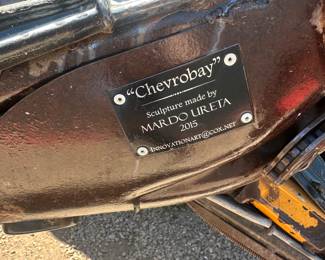 "Chevrobay"
Sculpture made by
MARDO URETA
2015
INNOVATIONART@COX.NET